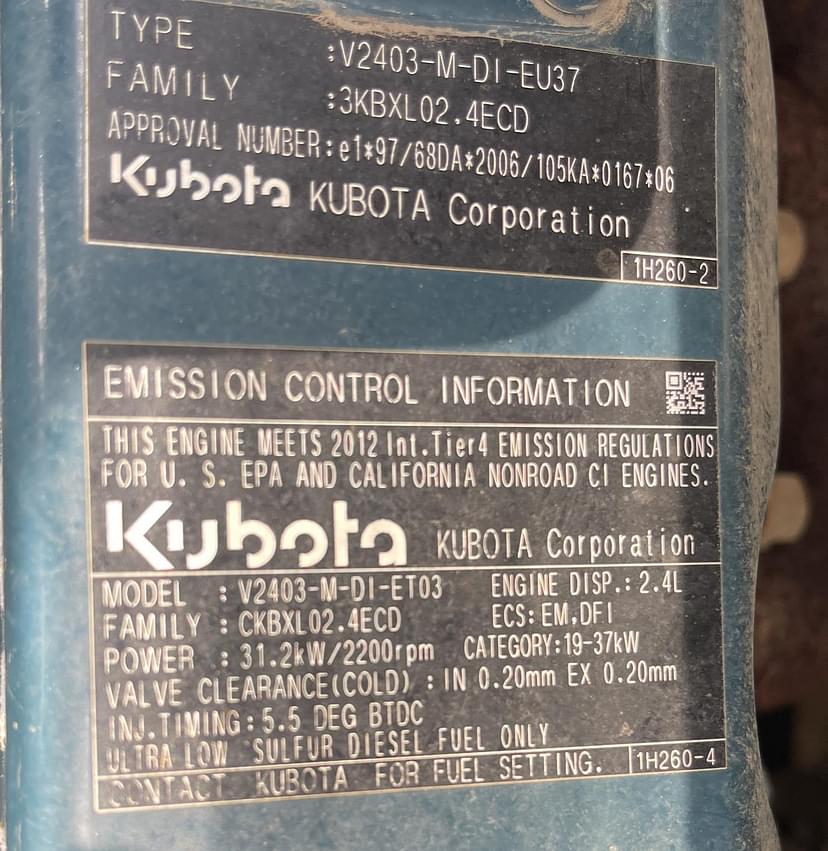 TYPE :V2403-M-DI-EU37
FAMILY :3KBXL02.4ECD
APPROVAL NUMBER:e1*97/68DA*2006/105KA*0167*06
Kubota KUBOTA Corporation
1H260-2
EMISSION CONTROL INFORMATION
THIS ENGINE MEETS 2012 Int.Tier4 EMISSION REGULATIONS
FOR U. S. EPA AND CALIFORNIA NONROAD CI ENGINES.
Kubota KUBOTA Corporation
MODEL : V2403-M-DI-ET03 ENGINE DISP.: 2.4L
FAMILY : CKBXL02.4ECD ECS: EM,DFI
POWER : 31.2kW/2200rpm CATEGORY:19-37kW
VALVE CLEARANCE(COLD) : IN 0.20mm EX 0.20mm
INJ.TIMING: 5.5 DEG BTDC
ULTRA LOW SULFUR DIESEL FUEL ONLY
CONTACT KUBOTA FOR FUEL SETTING. 1H260-4